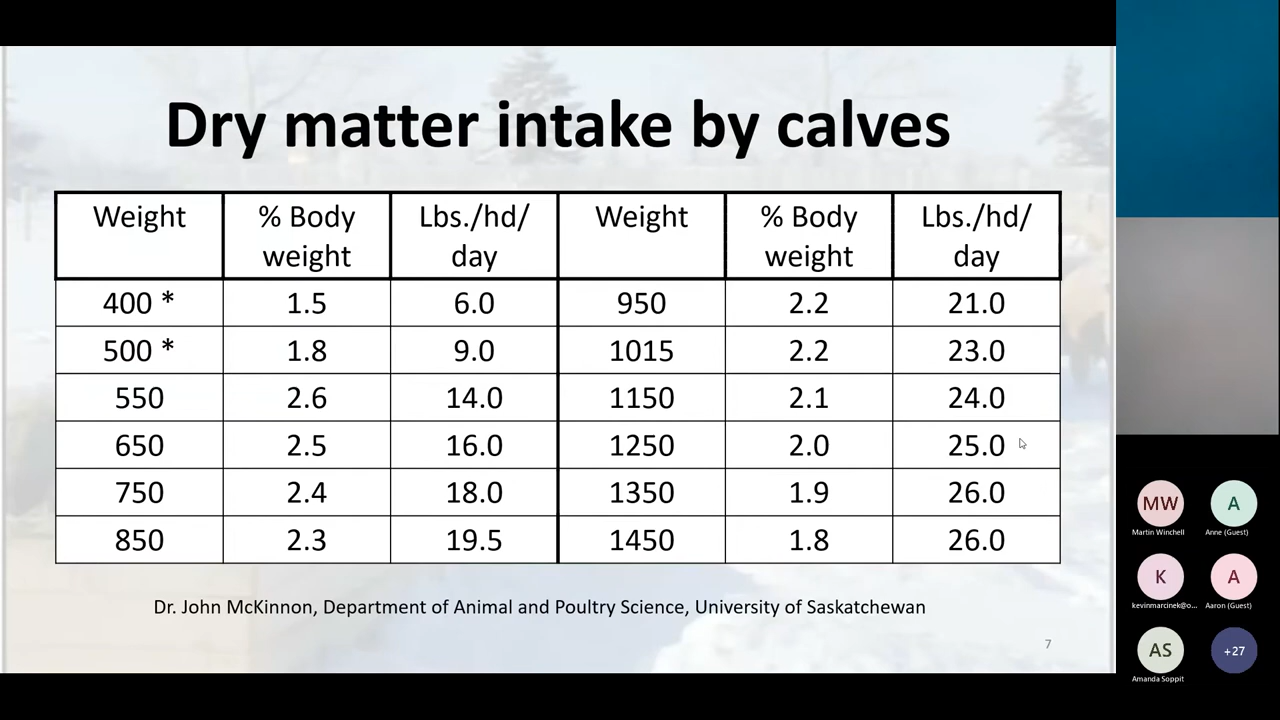 Dry matter intake by calves
Weight % Body weight Lbs./hd/ day Weight % Body weight Lbs./hd/ day
400 * 1.5 6.0 950 2.2 21.0
500 * 1.8 9.0 1015 2.2 23.0
550 2.6 14.0 1150 2.1 24.0
650 2.5 16.0 1250 2.0 25.0
750 2.4 18.0 1350 1.9 26.0
850 2.3 19.5 1450 1.8 26.0
Dr. John McKinnon, Department of Animal and Poultry Science, University of Saskatchewan
7
MW A
Martin Winchell Anne (Guest)
K A
kevinmarcinek@o... Aaron (Guest)
AS +27
Amanda Soppit